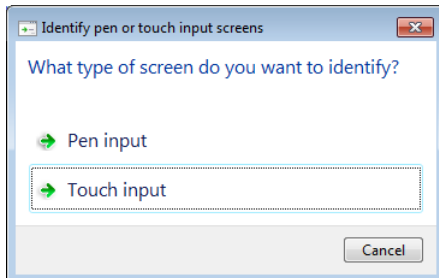 Identify pen or touch input screens
What type of screen do you want to identify?
Pen input
Touch input
Cancel